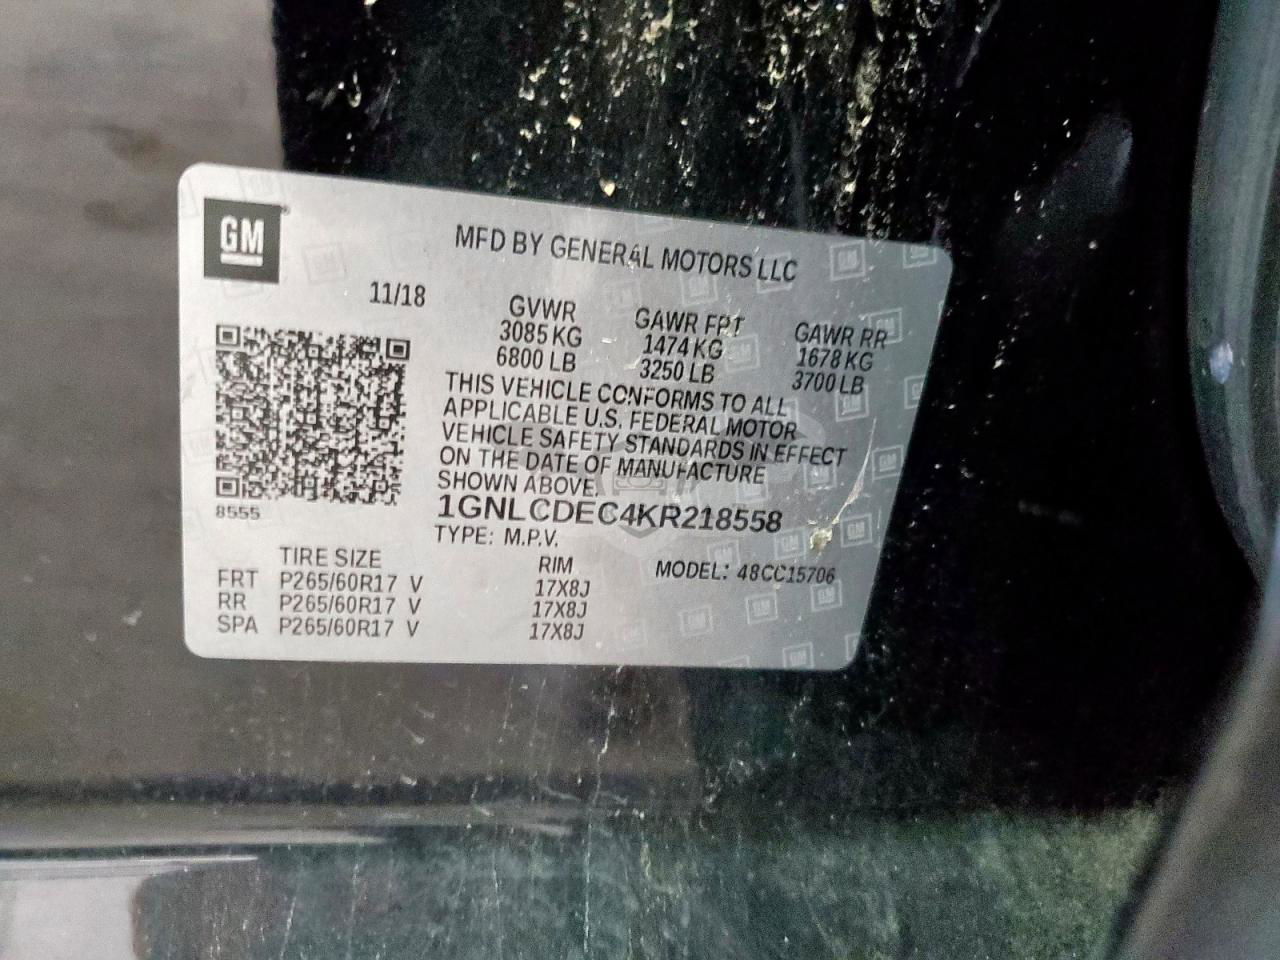 GM
MFD BY GENERAL MOTORS LLC
11/18
GVWR GAWR FRT GAWR RR
3085 KG 1474 KG 1678 KG
6800 LB 3250 LB 3700 LB
THIS VEHICLE CONFORMS TO ALL
APPLICABLE U.S. FEDERAL MOTOR
VEHICLE SAFETY STANDARDS IN EFFECT
ON THE DATE OF MANUFACTURE
SHOWN ABOVE.
1GNLCDEC4KR218558
8555
TYPE: M.P.V.
TIRE SIZE RIM MODEL: 48CC15706
FRT P265/60R17 V 17X8J
RR P265/60R17 V 17X8J
SPA P265/60R17 V 17X8J